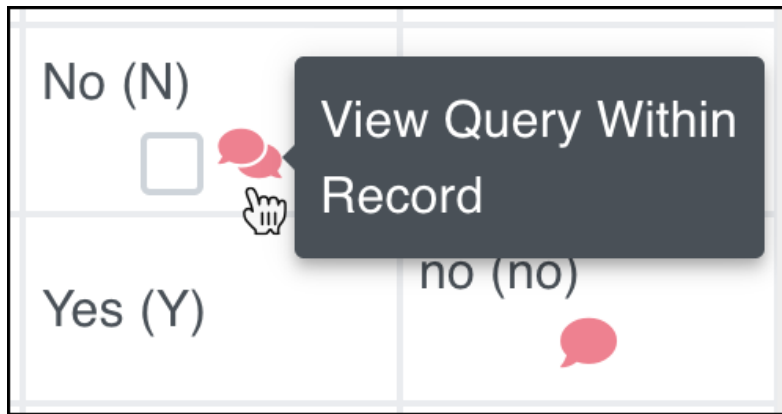 No (N)
View Query Within
Record
no (no)
Yes (Y)